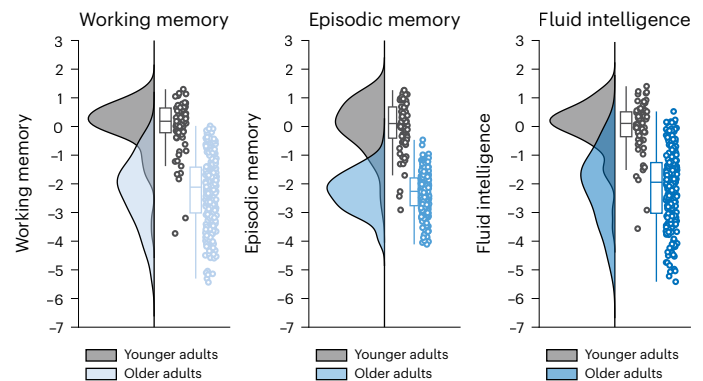 Working memory
Episodic memory
Fluid intelligence
3
2
1
0
–1
–2
–3
–4
–5
–6
–7
Working memory
3
2
1
0
–1
–2
–3
–4
–5
–6
–7
Episodic memory
3
2
1
0
–1
–2
–3
–4
–5
–6
–7
Fluid intelligence
Younger adults
Older adults
Younger adults
Older adults
Younger adults
Older adults